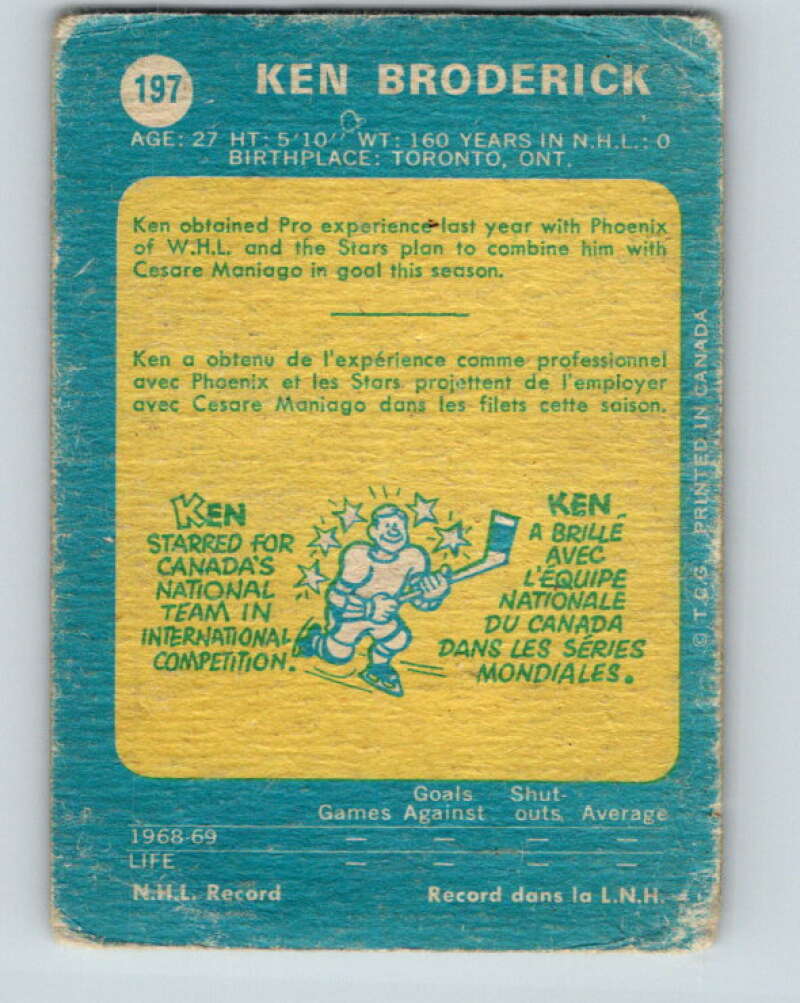 197
KEN BRODERICK
AGE: 27 HT: 5'10" WT: 160 YEARS IN N.H.L.: 0
BIRTHPLACE: TORONTO, ONT.
Ken obtained Pro experience last year with Phoenix
of W.H.L. and the Stars plan to combine him with
Cesare Maniago in goal this season.
Ken a obtenu de l'expérience comme professionnel
avec Phoenix et les Stars projettent de l'employer
avec Cesare Maniago dans les filets cette saison.
KEN
STARRED FOR
CANADA'S
NATIONAL
TEAM IN
INTERNATIONAL
COMPETITION.
KEN
A BRILLÉ
AVEC
L'ÉQUIPE
NATIONALE
DU CANADA
DANS LES SÉRIES
MONDIALES.
© T.C.G. PRINTED IN CANADA
Goals Shut-
Games Against outs Average
1968-69 — — — —
LIFE — — — —
N.H.L. Record Record dans la L.N.H.